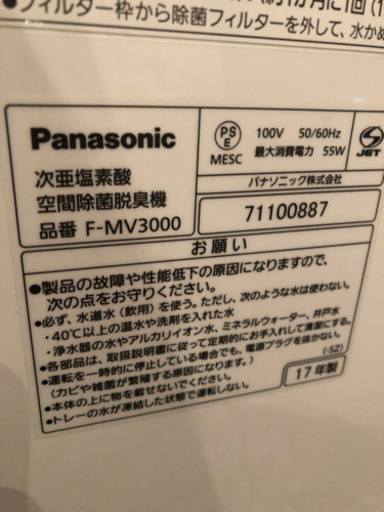 ●フィルター枠から除菌フィルターを外して、水かめ
Panasonic
PS
E
MESC
100V 50/60Hz
最大消費電力 55W
JET
次亜塩素酸
空間除菌脱臭機
品番 F-MV3000
パナソニック株式会社
71100887
お願い
●製品の故障や性能低下の原因になりますので、
次の点をお守りください。
●必ず、水道水(飲用)を使う。ただし、次のような水は使わない。
・40℃以上の温水や洗剤を入れた水
・浄水器の水やアルカリイオン水、ミネラルウォーター、井戸水
●各部品は、取扱説明書に従って定期的にお手入れして清潔にする。
●運転を一時的に停止している場合でも、電源プラグを抜かない。
(カビや雑菌が繁殖する原因になります。)
●本体の上に物を載せないでください。
●トレーの水が凍結した状態で運転しない。
(-SZ)
17年製